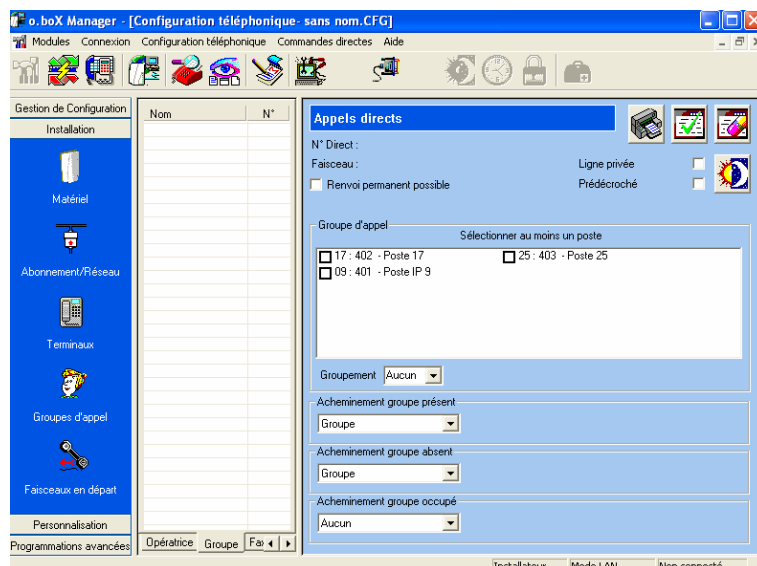 o.boX Manager - [Configuration téléphonique- sans nom.CFG]
Modules Connexion Configuration téléphonique Commandes directes Aide
Gestion de Configuration
Installation
Matériel
Abonnement/Réseau
Terminaux
Groupes d'appel
Faisceaux en départ
Personnalisation
Programmations avancées
Nom N°
Opératrice Groupe
Appels directs
N° Direct :
Faisceau :
Ligne privée
Renvoi permanent possible
Prédécroché
Groupe d'appel
Sélectionner au moins un poste
17 : 402 - Poste 17
25 : 403 - Poste 25
09 : 401 - Poste IP 9
Groupement Aucun
Acheminement groupe présent
Groupe
Acheminement groupe absent
Groupe
Acheminement groupe occupé
Aucun
Installateur Mode LAN Non connecté